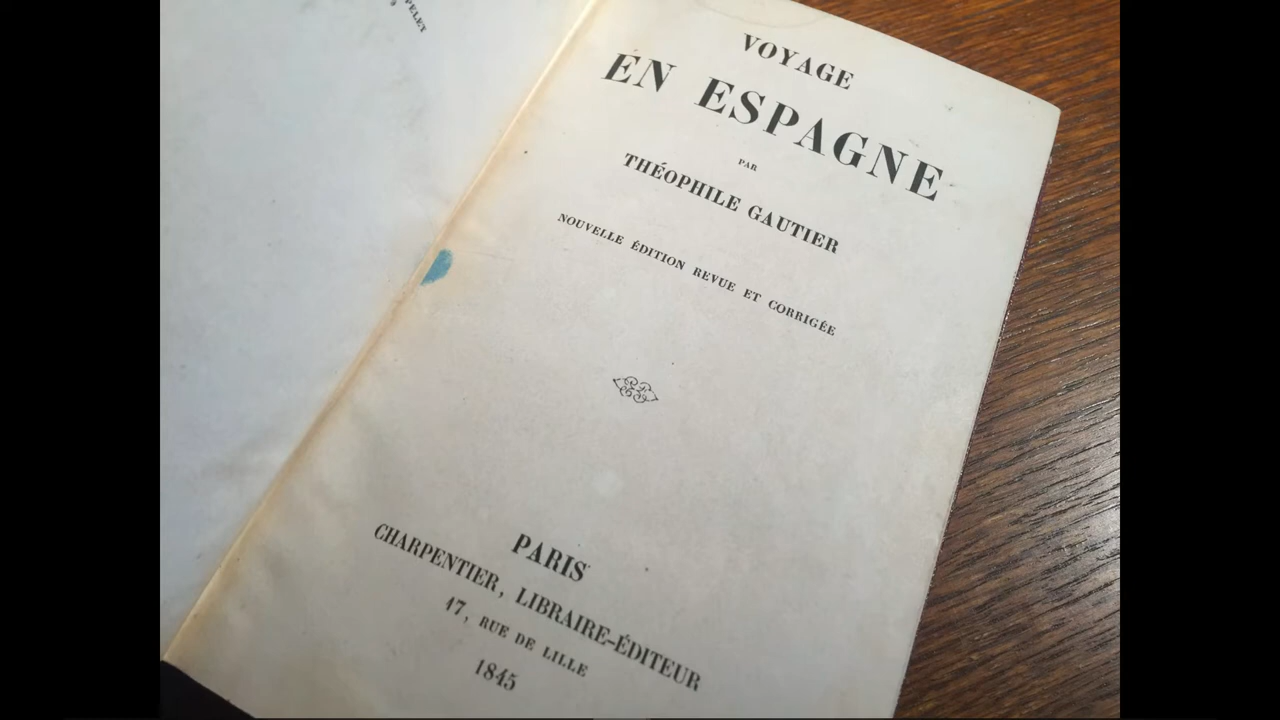 VOYAGE
EN ESPAGNE
PAR
THÉOPHILE GAUTIER
NOUVELLE ÉDITION REVUE ET CORRIGÉE
PARIS
CHARPENTIER, LIBRAIRE-ÉDITEUR
17, RUE DE LILLE
1845